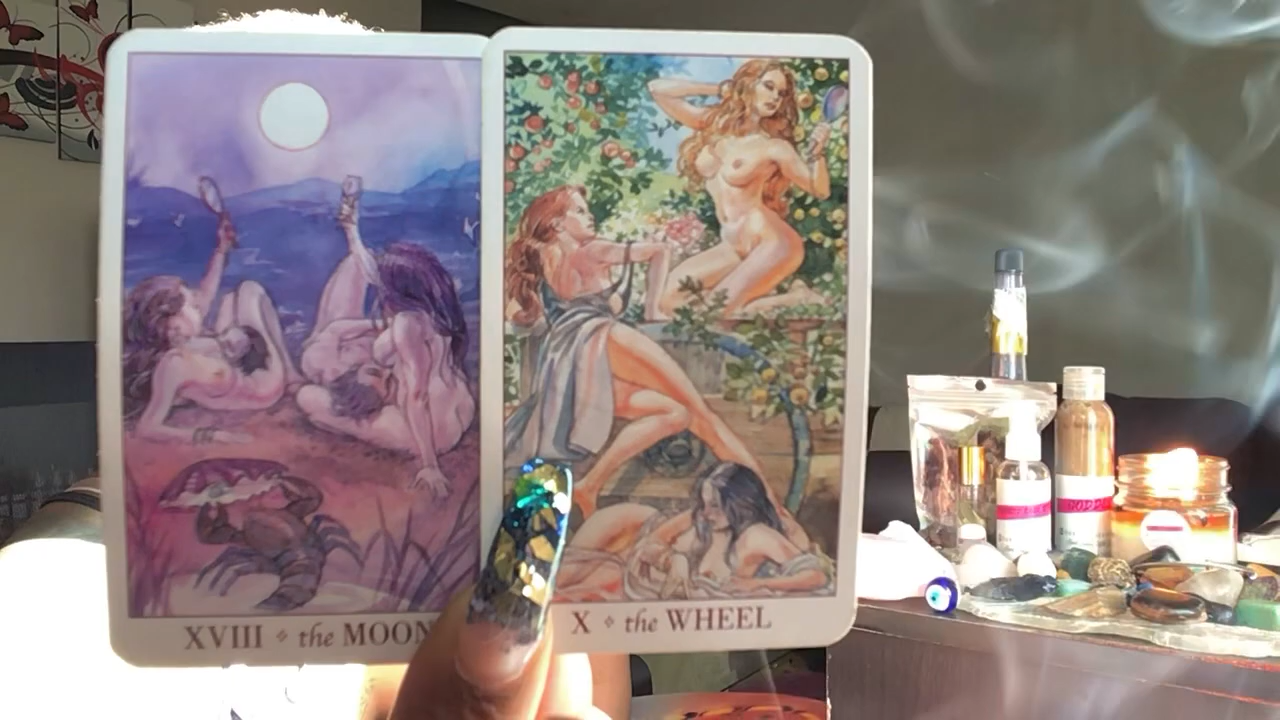 XVIII ❖ the MOON
X ❖ the WHEEL